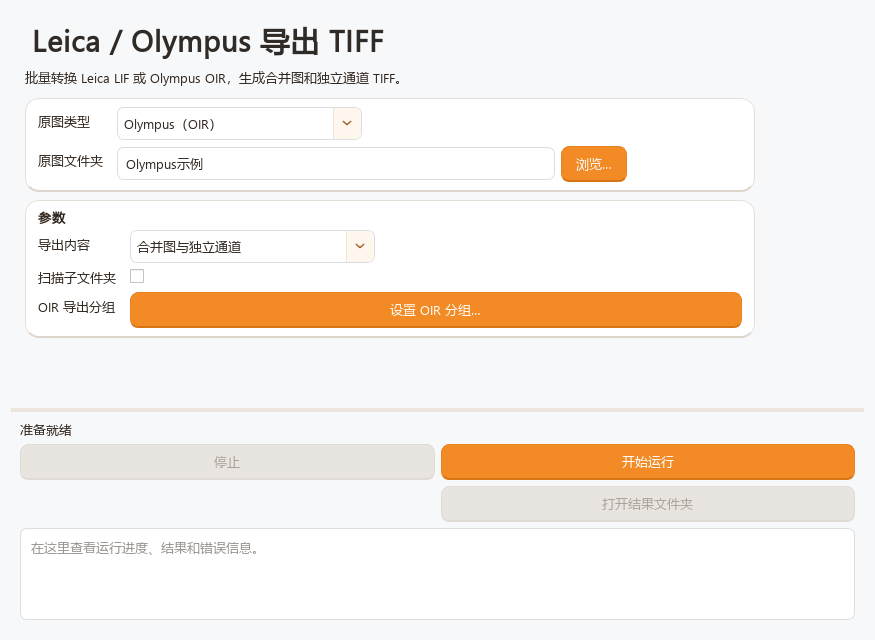 Leica / Olympus 导出 TIFF
批量转换 Leica LIF 或 Olympus OIR，生成合并图和独立通道 TIFF。
原图类型
Olympus（OIR）
原图文件夹
Olympus示例
浏览...
参数
导出内容
合并图与独立通道
扫描子文件夹
OIR 导出分组
设置 OIR 分组...
准备就绪
停止
开始运行
打开结果文件夹
在这里查看运行进度、结果和错误信息。